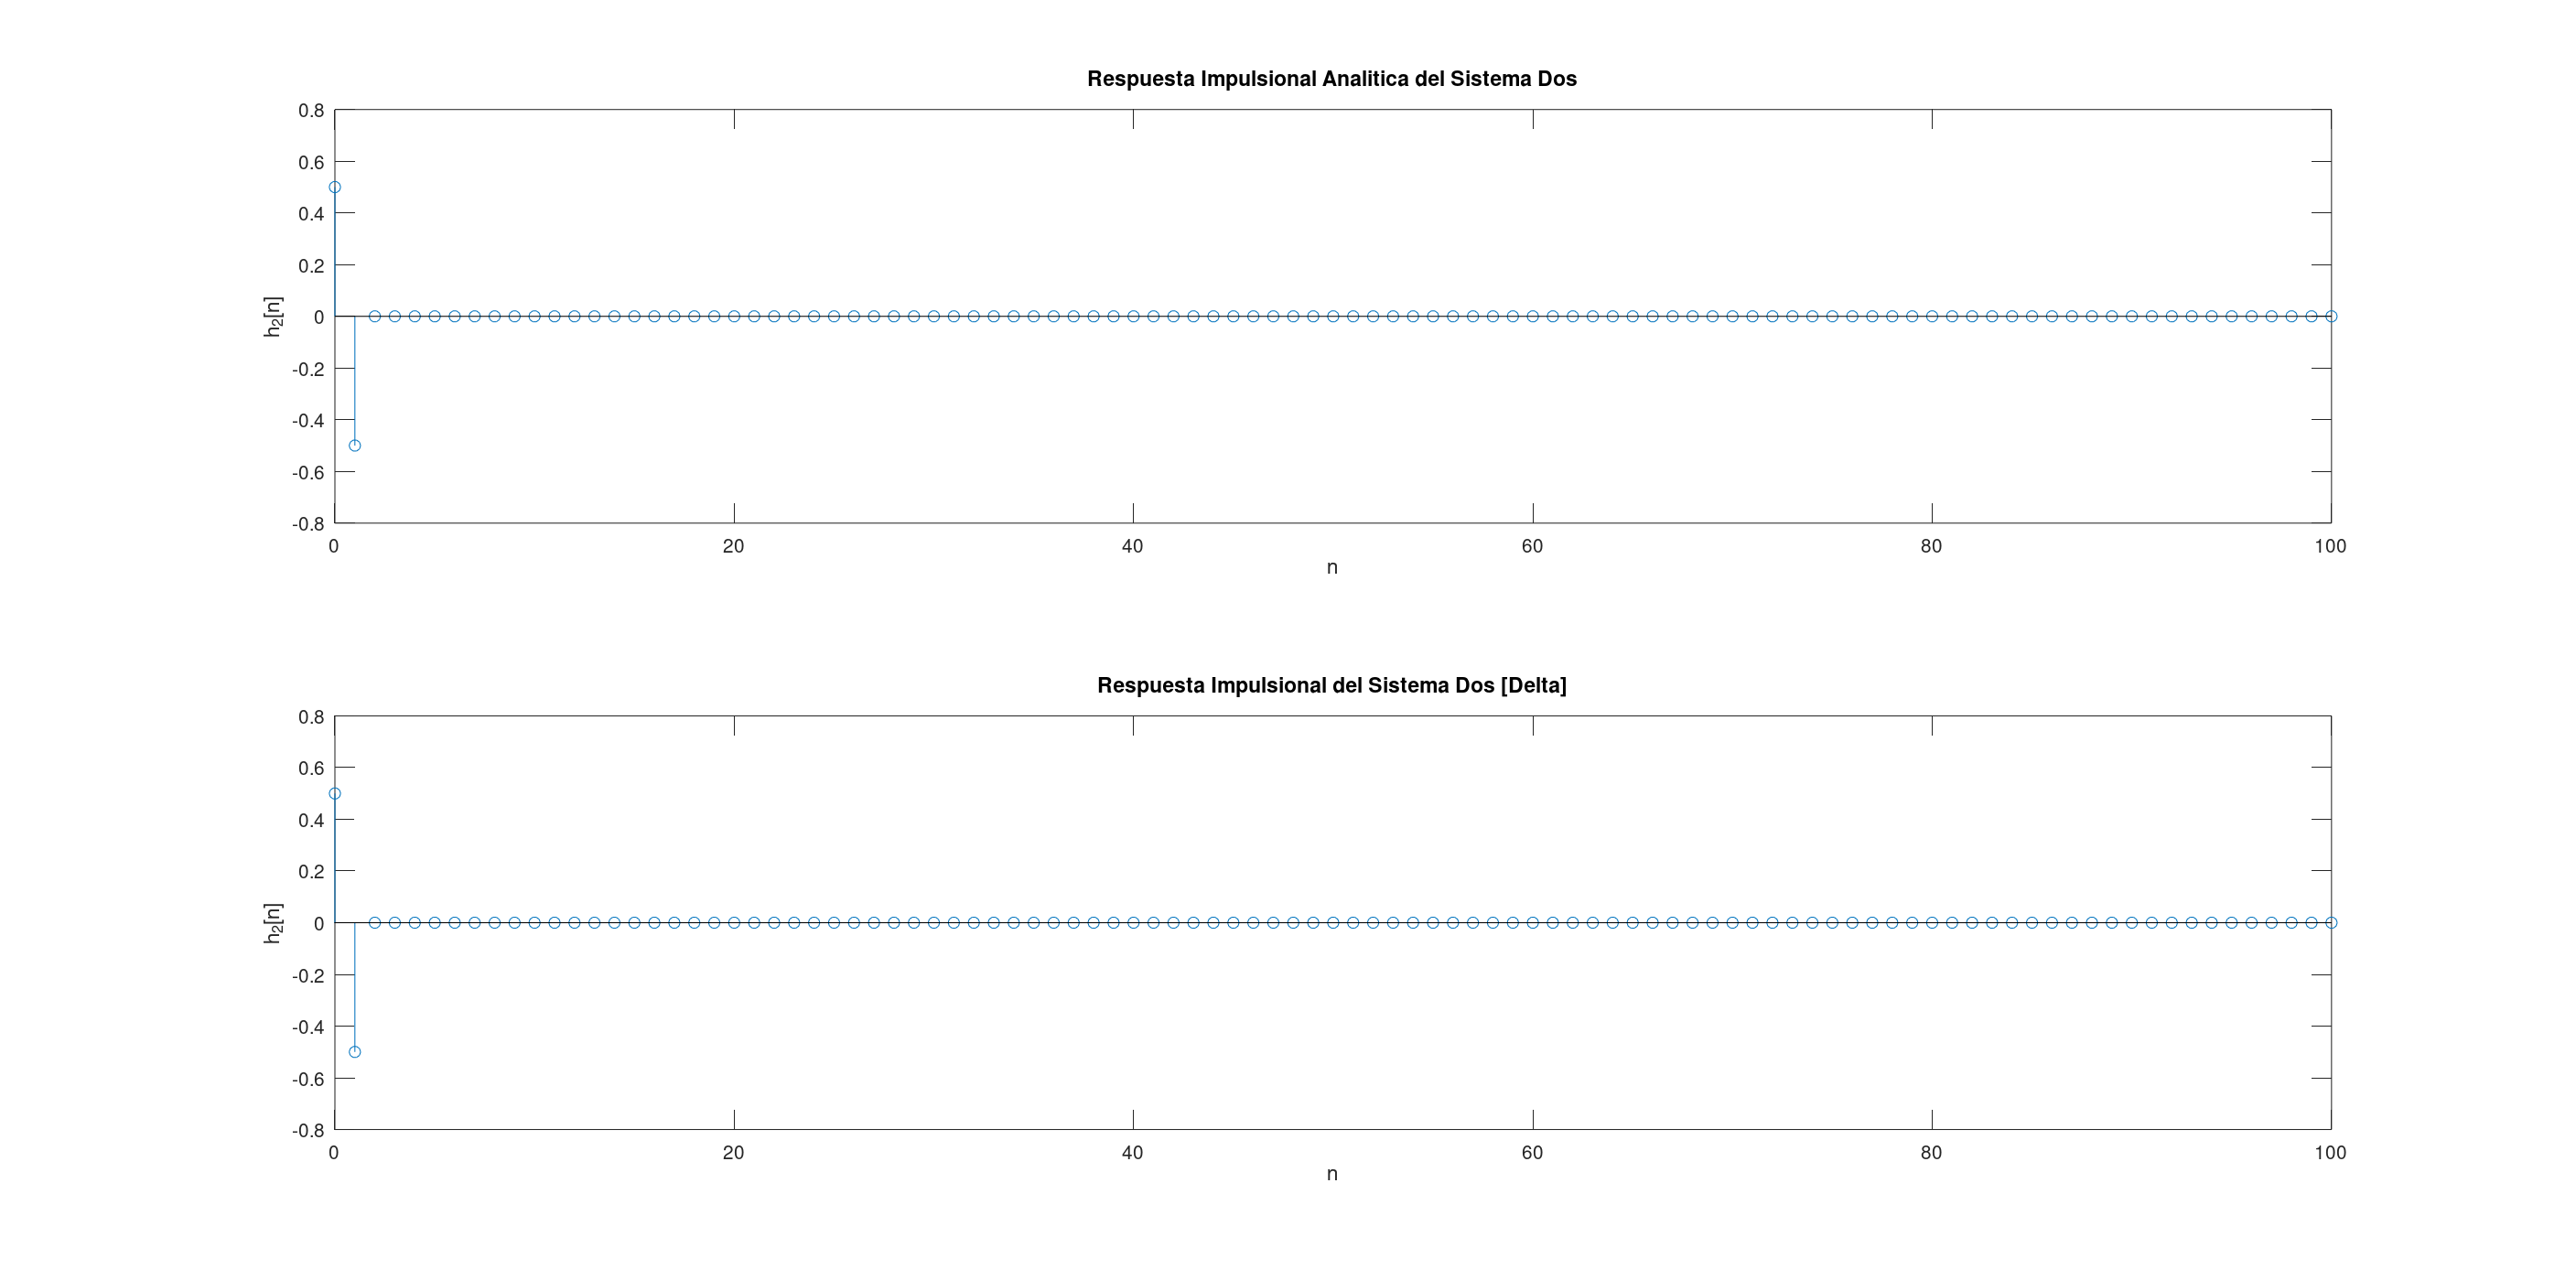 Respuesta Impulsional Analitica del Sistema Dos
0.8
0.6
0.4
0.2
0
-0.2
-0.4
-0.6
-0.8
h2[n]
0 20 40 60 80 100
n
Respuesta Impulsional del Sistema Dos [Delta]
0.8
0.6
0.4
0.2
0
-0.2
-0.4
-0.6
-0.8
h2[n]
0 20 40 60 80 100
n